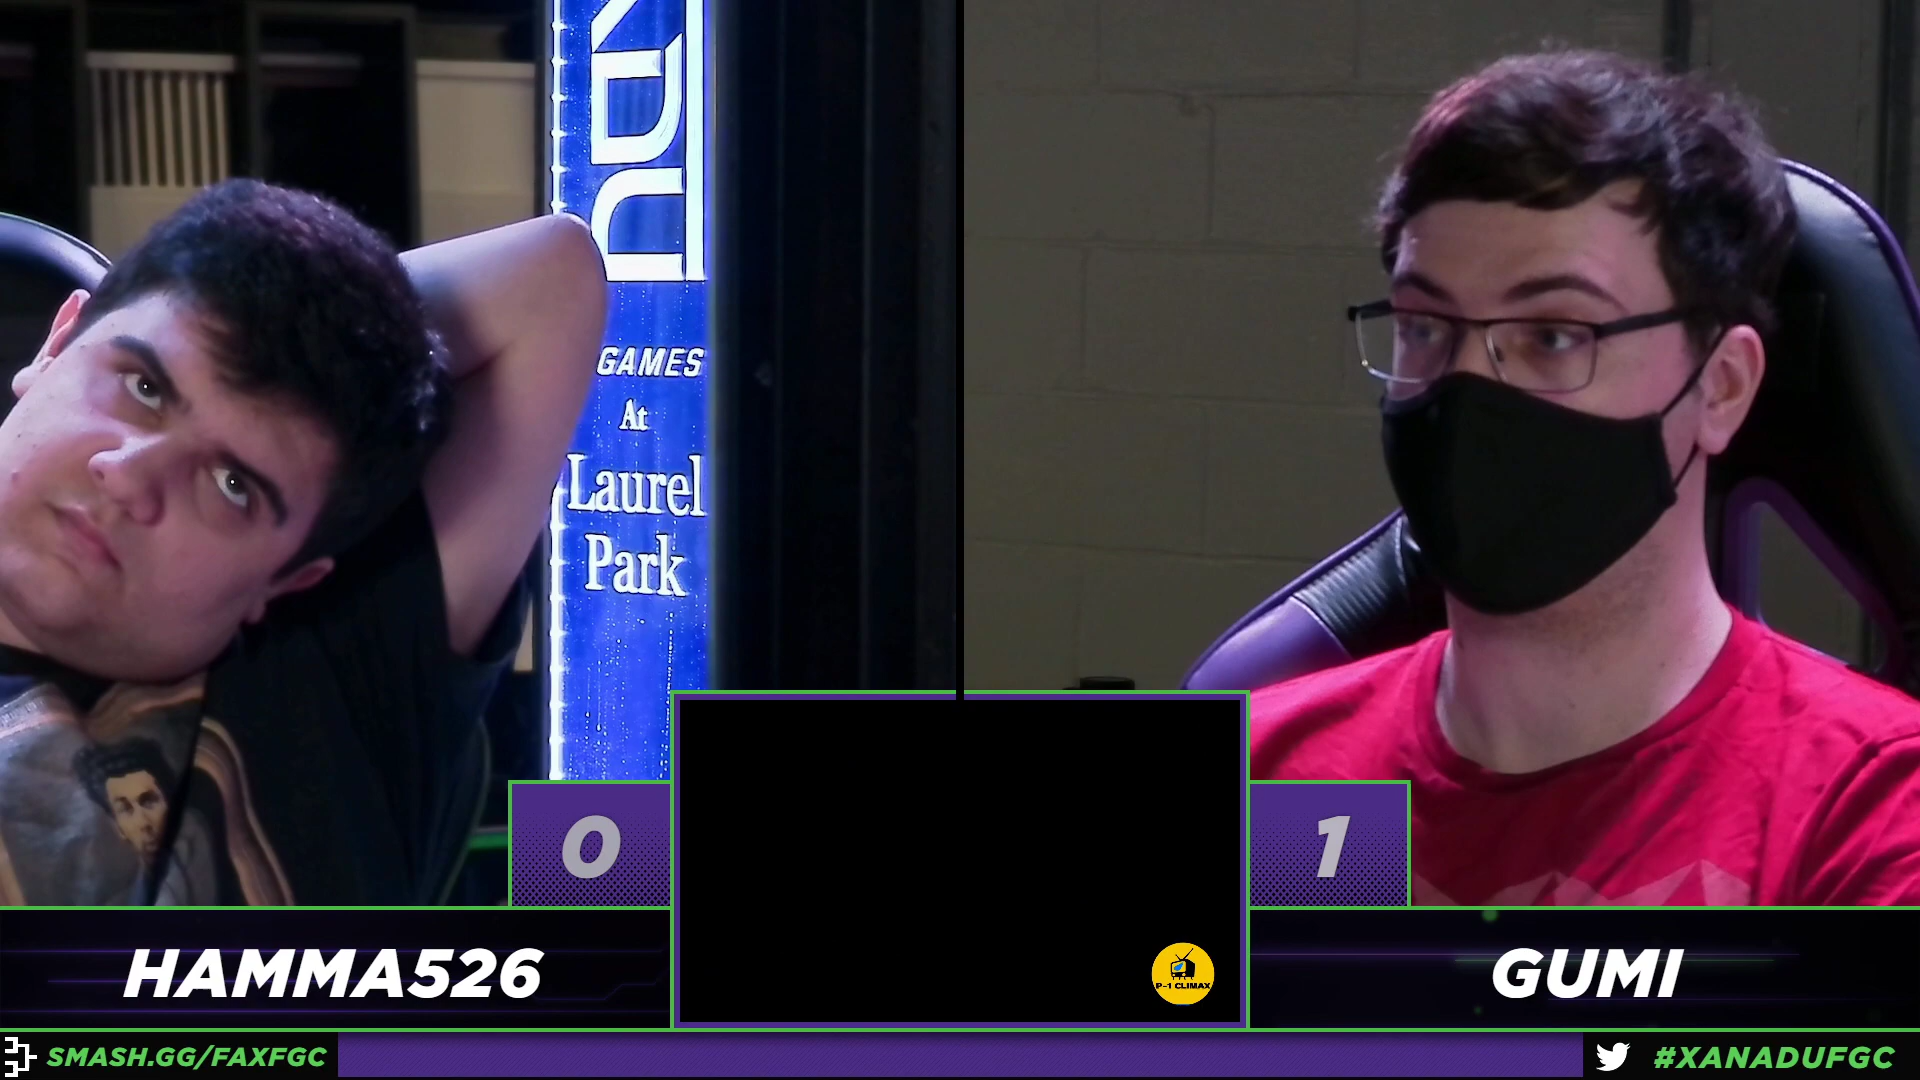 GAMES
At
Laurel
Park
0
1
P-1 CLIMAX
HAMMA526
GUMI
SMASH.GG/FAXFGC
#XANADUFGC